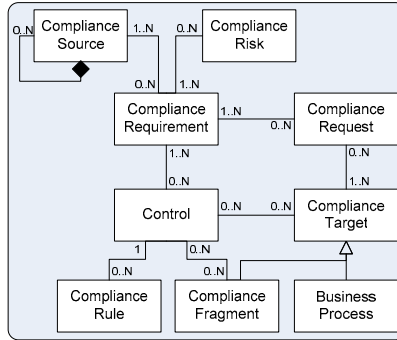 0..N
Compliance
Source
1..N
0..N
Compliance
Risk
0..N
1..N
Compliance
Requirement
1..N
0..N
Compliance
Request
1..N
0..N
0..N
1..N
Control
0..N
0..N
Compliance
Target
1
0..N
0..N
0..N
Compliance
Rule
Compliance
Fragment
Business
Process